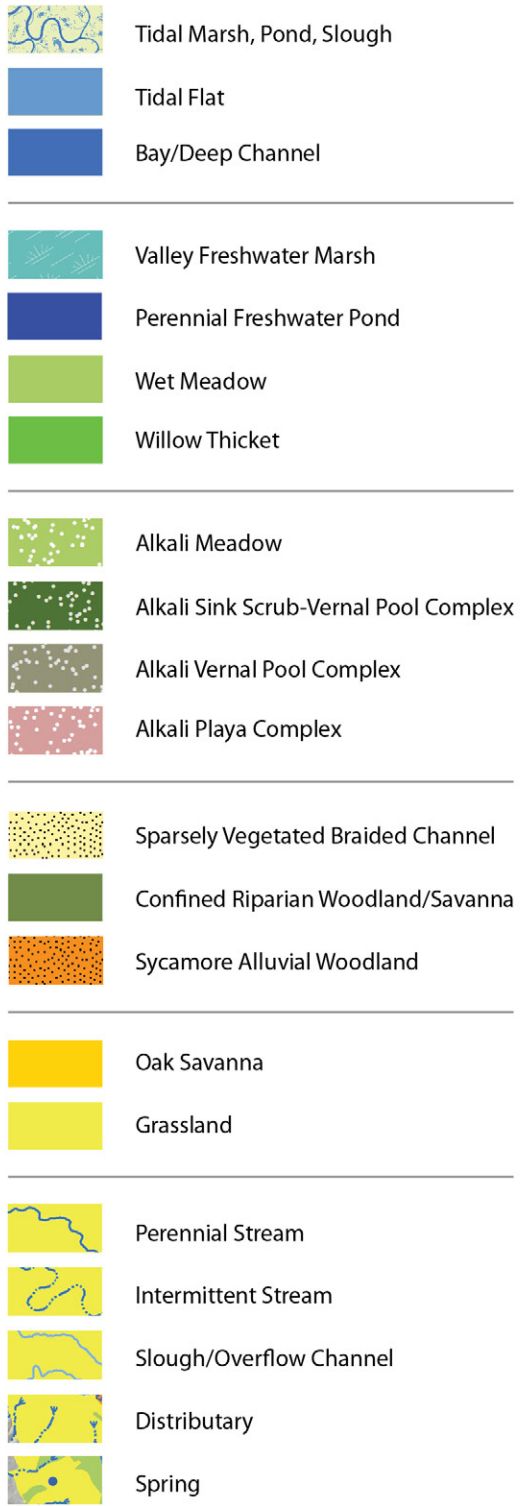 Tidal Marsh, Pond, Slough
Tidal Flat
Bay/Deep Channel
Valley Freshwater Marsh
Perennial Freshwater Pond
Wet Meadow
Willow Thicket
Alkali Meadow
Alkali Sink Scrub-Vernal Pool Complex
Alkali Vernal Pool Complex
Alkali Playa Complex
Sparsely Vegetated Braided Channel
Confined Riparian Woodland/Savanna
Sycamore Alluvial Woodland
Oak Savanna
Grassland
Perennial Stream
Intermittent Stream
Slough/Overflow Channel
Distributary
Spring